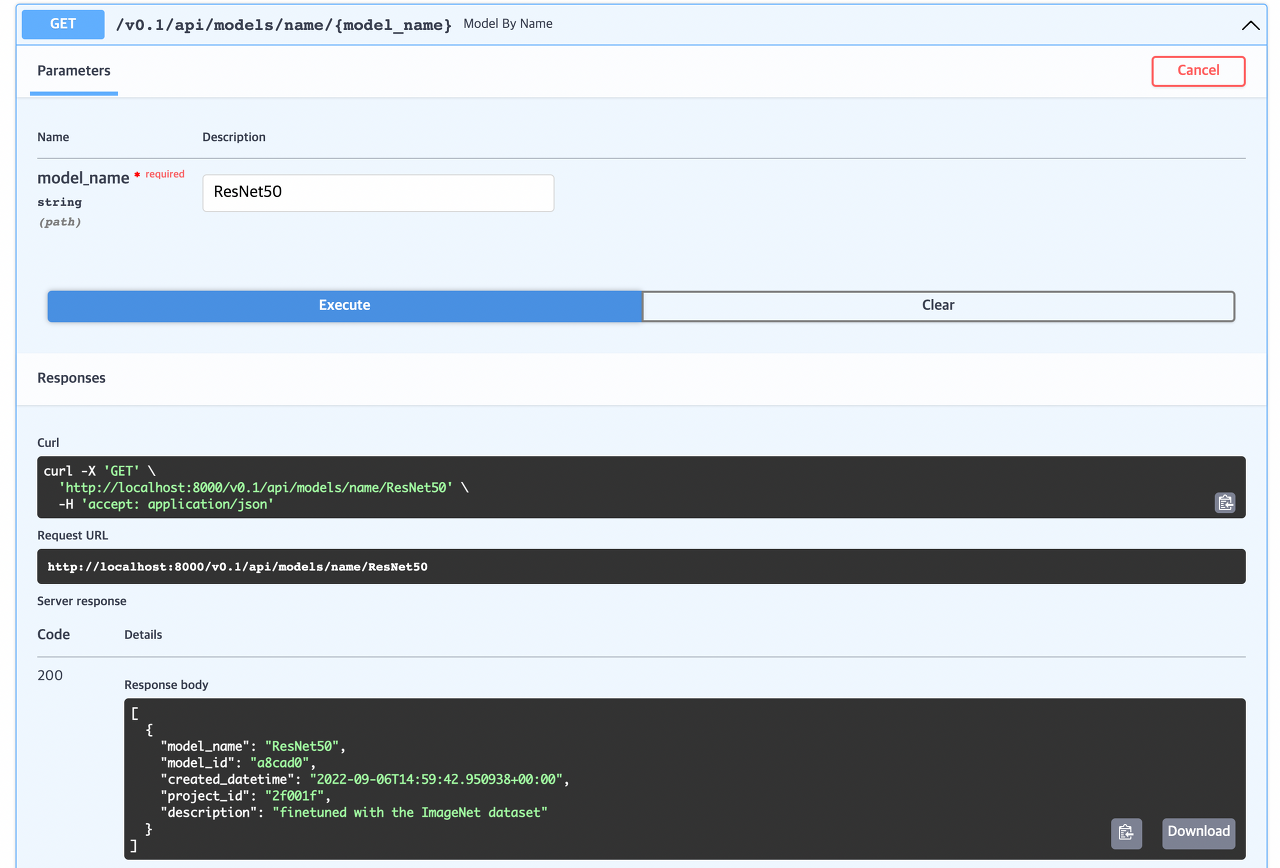 GET /v0.1/api/models/name/{model_name} Model By Name
Parameters Cancel
Name Description
model_name * required
string
(path)
ResNet50
Execute Clear
Responses
Curl
curl -X 'GET' \
  'http://localhost:8000/v0.1/api/models/name/ResNet50' \
  -H 'accept: application/json'
Request URL
http://localhost:8000/v0.1/api/models/name/ResNet50
Server response
Code Details
200
Response body
[
  {
    "model_name": "ResNet50",
    "model_id": "a8cad0",
    "created_datetime": "2022-09-06T14:59:42.950938+00:00",
    "project_id": "2f001f",
    "description": "finetuned with the ImageNet dataset"
  }
]
Download